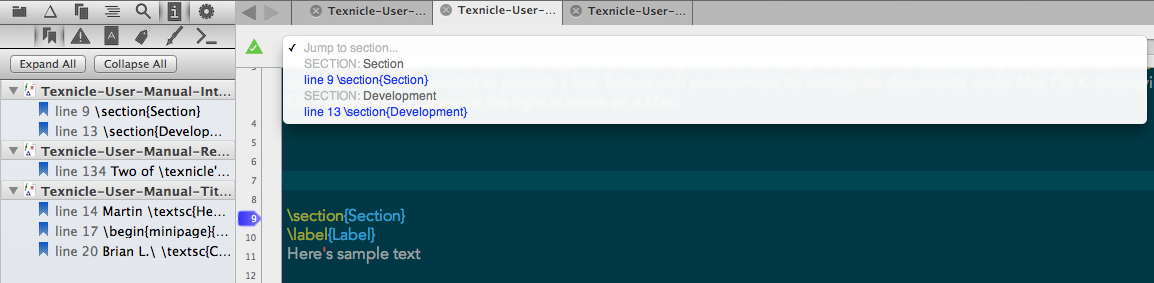 Texnicle-User-...
Texnicle-User-...
Texnicle-User-...
Expand All
Collapse All
Texnicle-User-Manual-Int...
line 9 \section{Section}
line 13 \section{Develop...
Texnicle-User-Manual-Re...
line 134 Two of \texnicle'...
Texnicle-User-Manual-Tit...
line 14 Martin \textsc{He...
line 17 \begin{minipage}{...
line 20 Brian L.\ \textsc{C...
✓ Jump to section...
SECTION: Section
line 9 \section{Section}
SECTION: Development
line 13 \section{Development}
4
5
6
7
8
9 \section{Section}
10 \label{Label}
11 Here's sample text
12